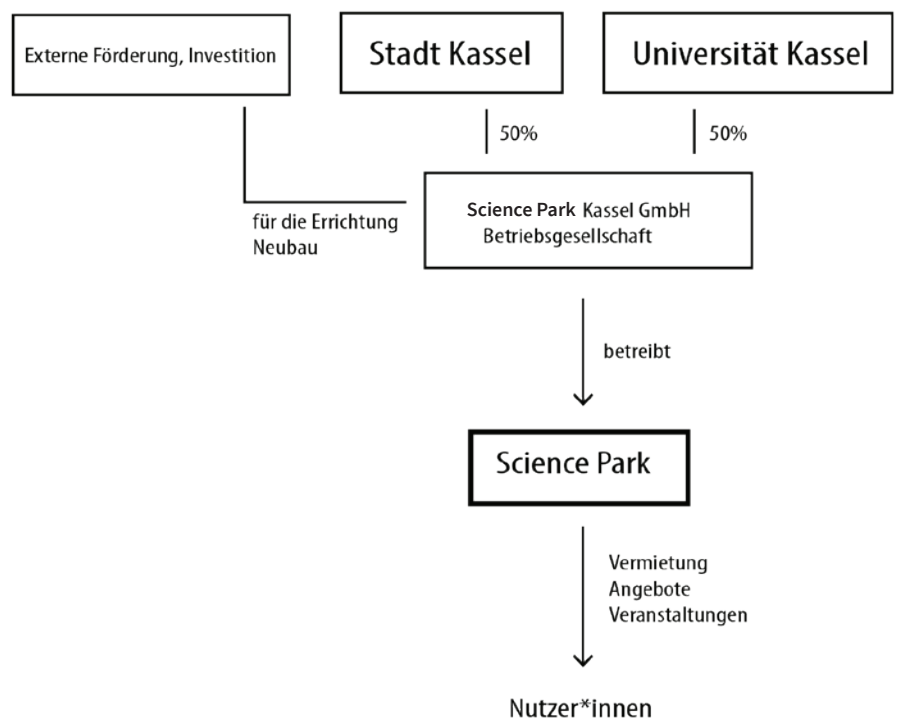 Externe Förderung, Investition
Stadt Kassel
Universität Kassel
50%
50%
für die Errichtung
Neubau
Science Park Kassel GmbH
Betriebsgesellschaft
betreibt
Science Park
Vermietung
Angebote
Veranstaltungen
Nutzer*innen